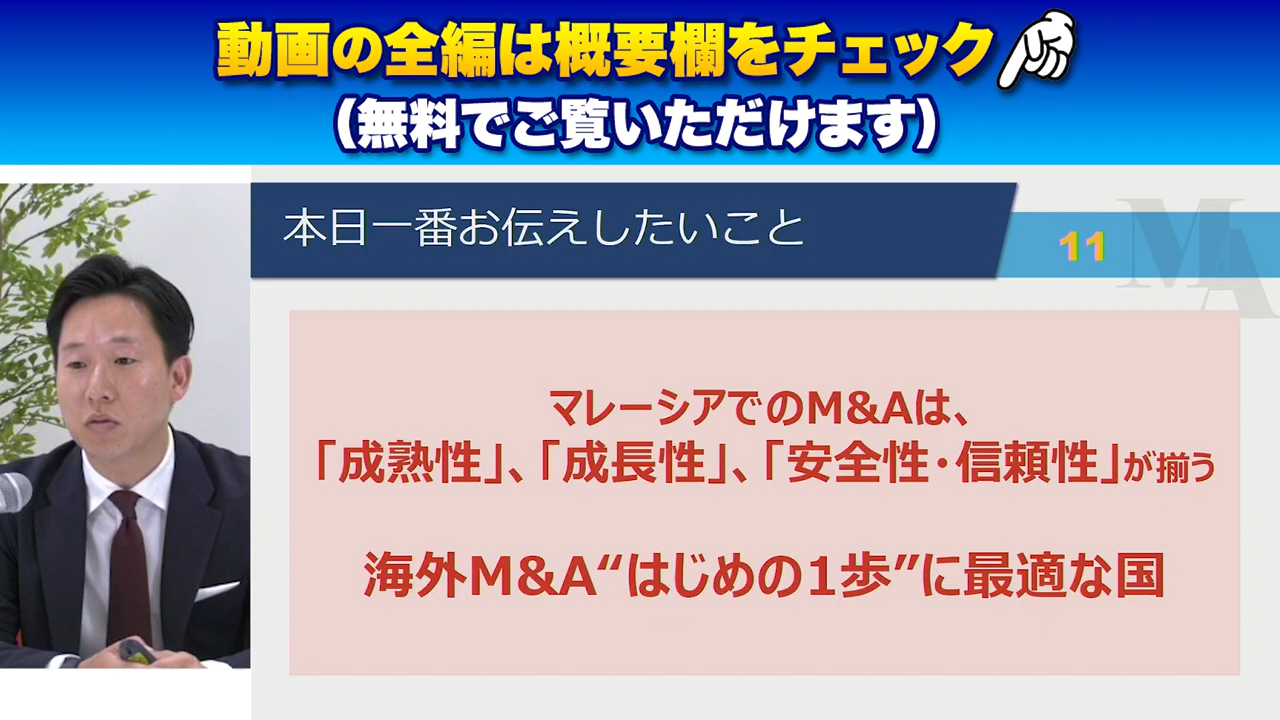 動画の全編は概要欄をチェック
(無料でご覧いただけます)
本日一番お伝えしたいこと
11
MA
マレーシアでのM&Aは、
「成熟性」、「成長性」、「安全性・信頼性」が揃う
海外M&A“はじめの1歩”に最適な国